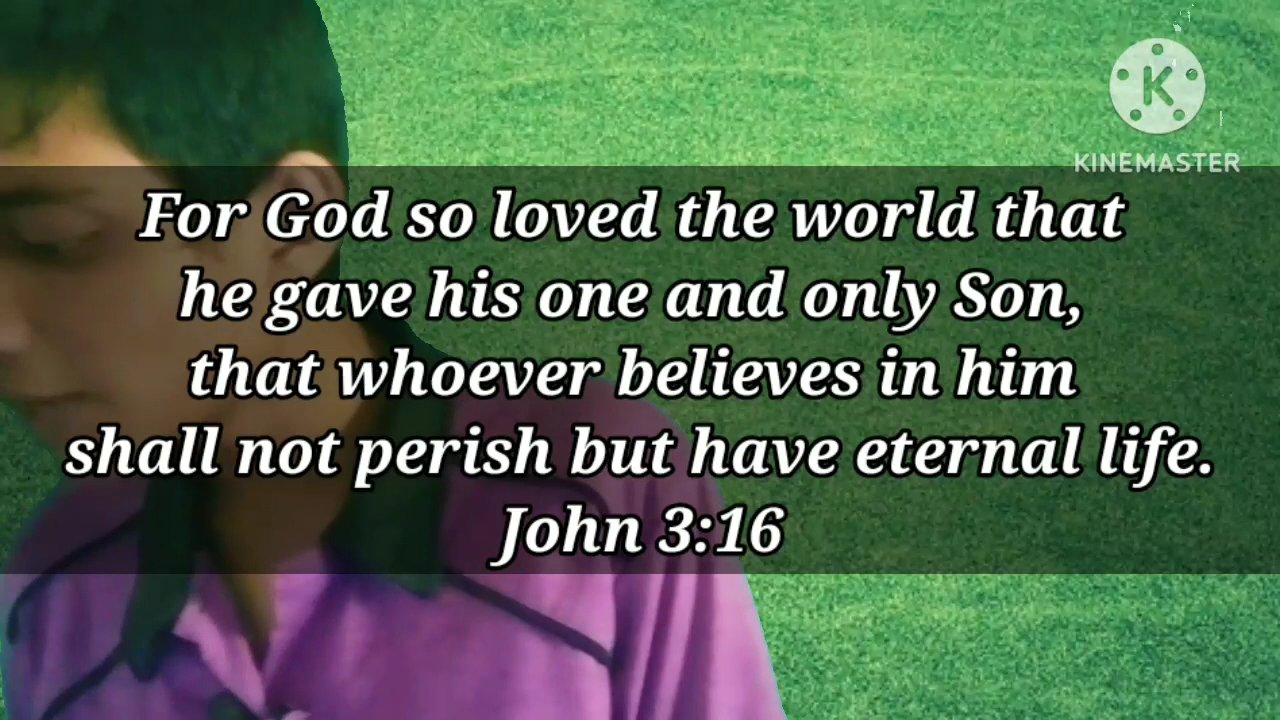 K
KINEMASTER
For God so loved the world that
he gave his one and only Son,
that whoever believes in him
shall not perish but have eternal life.
John 3:16